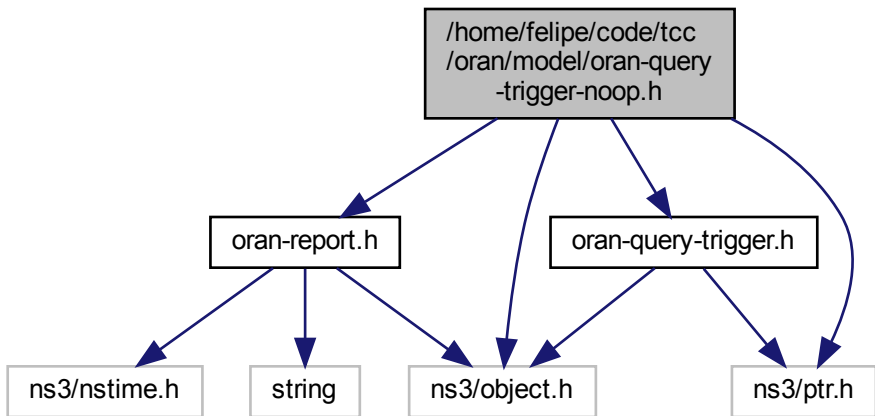 /home/felipe/code/tcc
/oran/model/oran-query
-trigger-noop.h
oran-report.h
oran-query-trigger.h
ns3/nstime.h
string
ns3/object.h
ns3/ptr.h